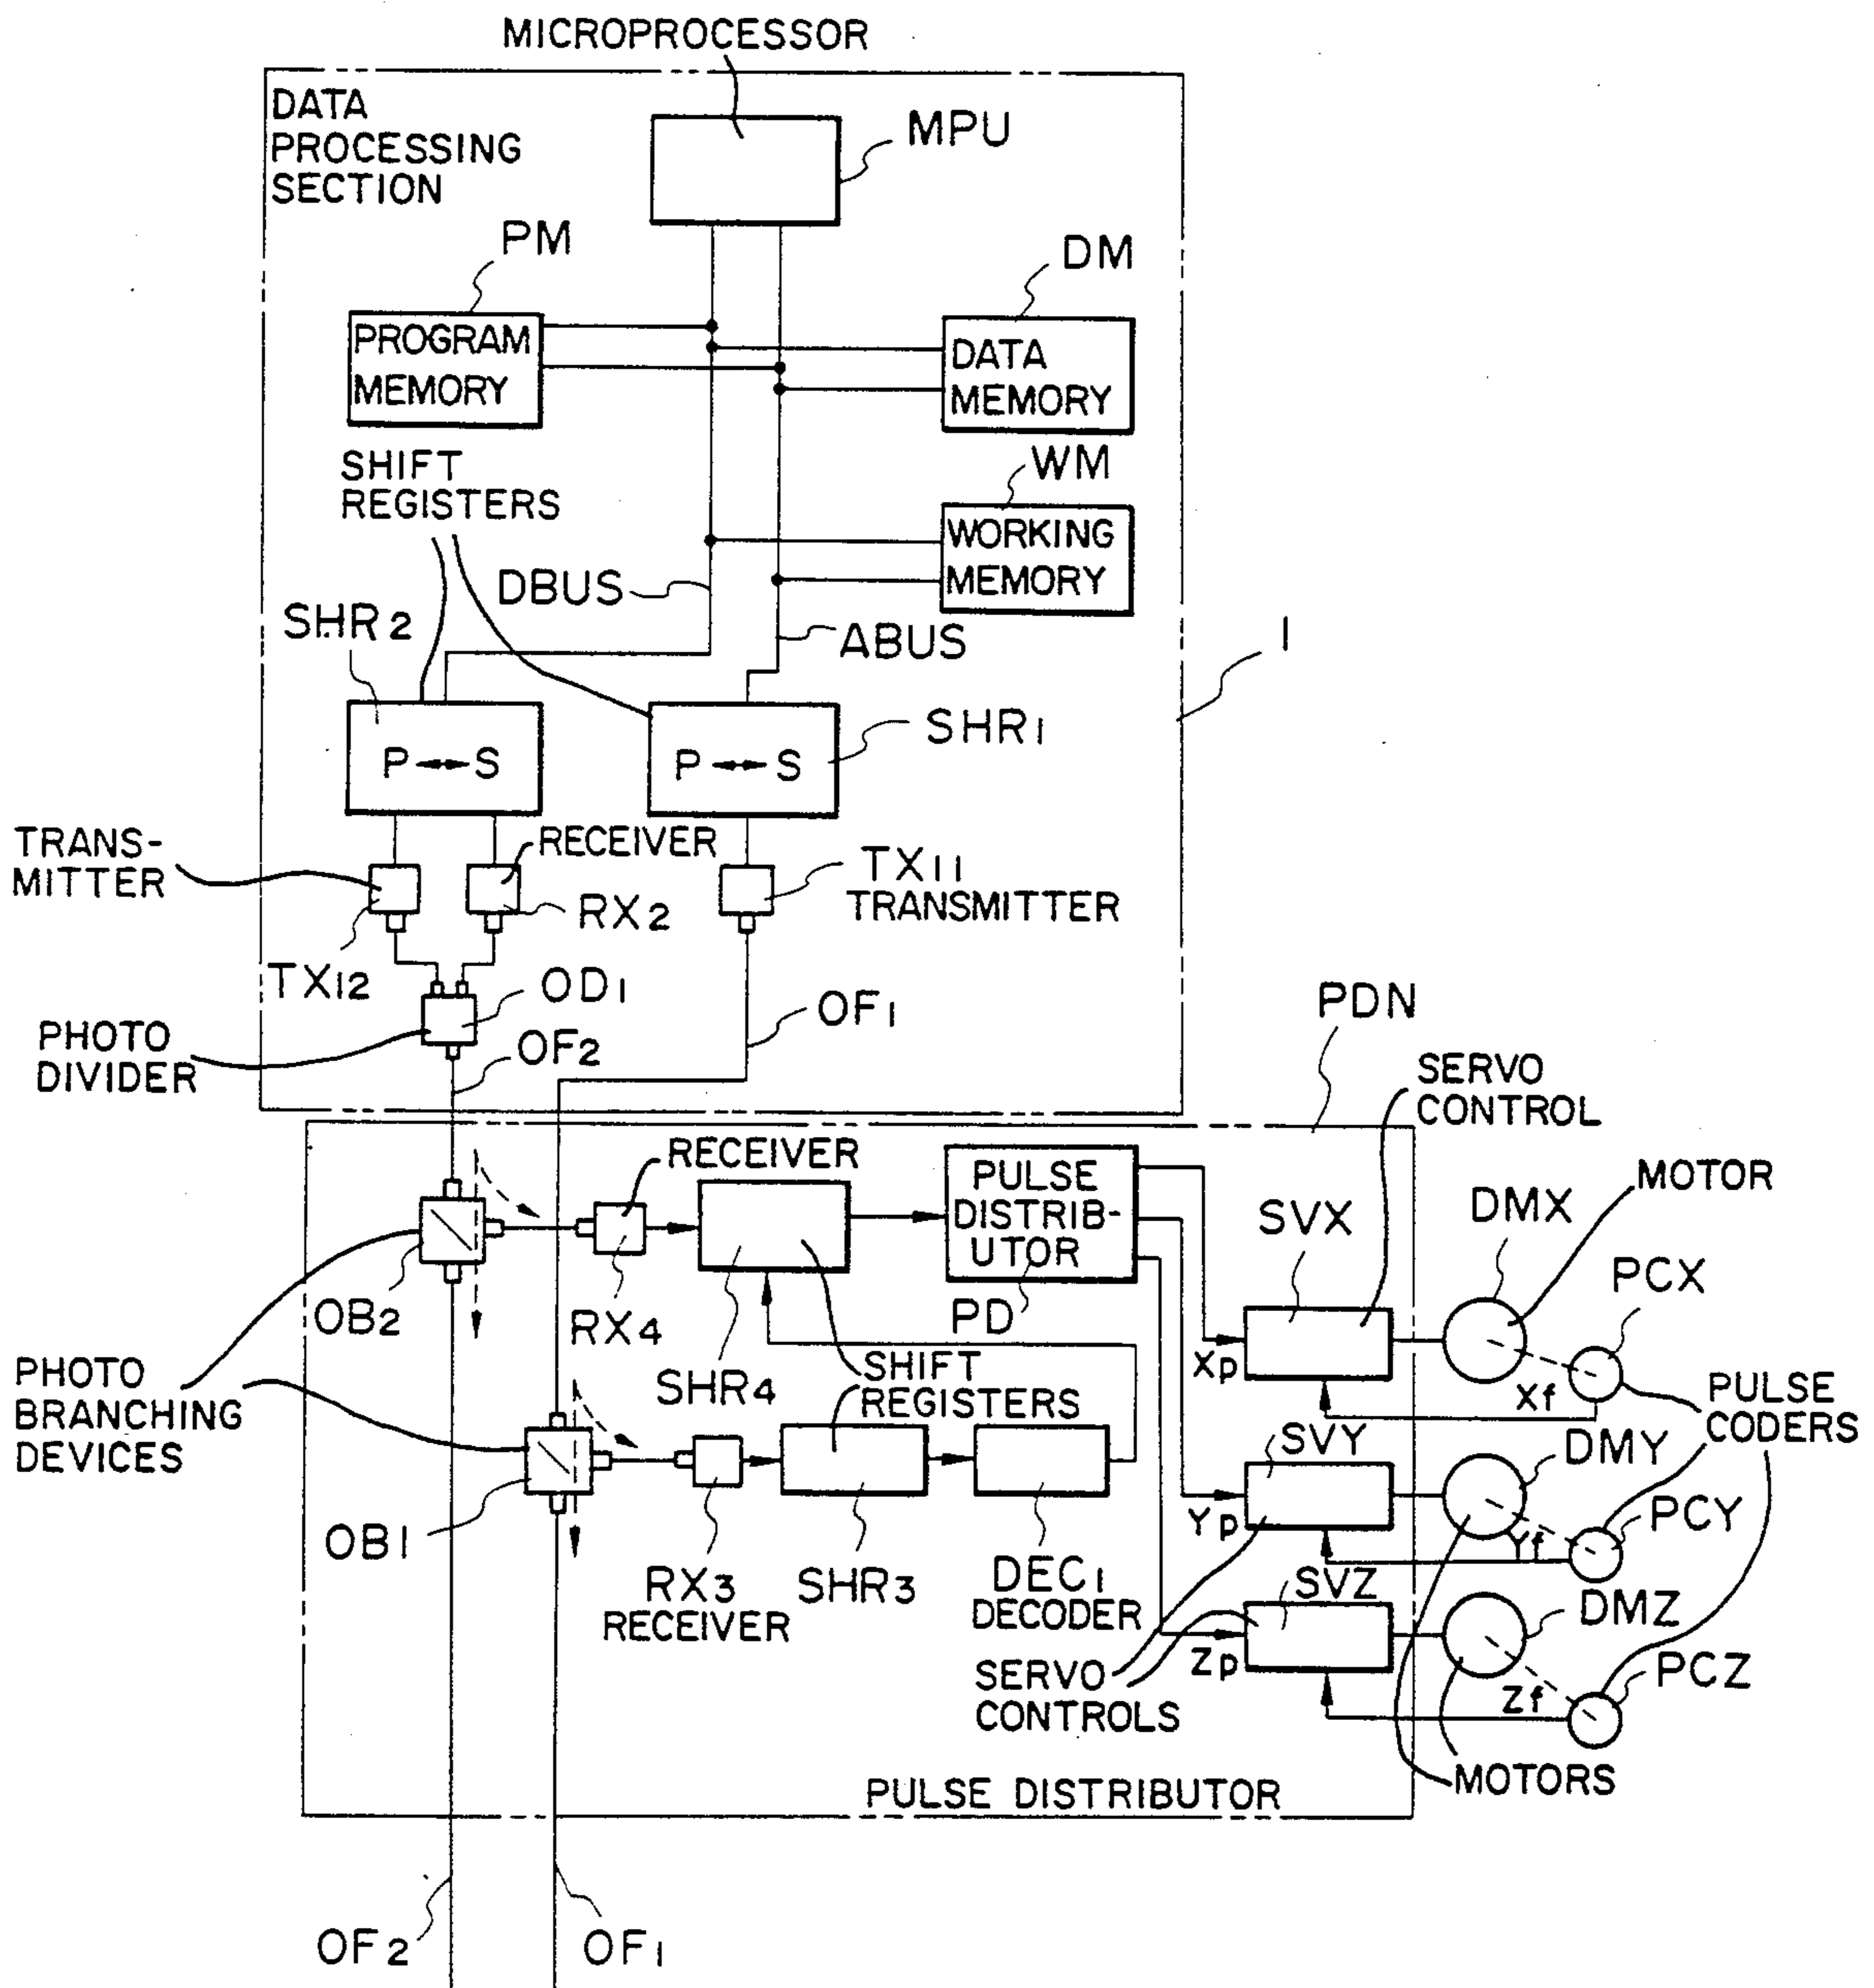 MICROPROCESSOR
DATA
PROCESSING
SECTION
MPU
PM
DM
PROGRAM
MEMORY
DATA
MEMORY
SHIFT
REGISTERS
WM
WORKING
MEMORY
DBUS
ABUS
SHR2
1
SHR1
P S
P S
TRANS-
MITTER
RECEIVER
TX11
TRANSMITTER
RX2
TX12
OD1
OF1
PHOTO
DIVIDER
OF2
PDN
SERVO
CONTROL
RECEIVER
PULSE
DISTRIB-
UTOR
MOTOR
DMX
SVX
PCX
OB2
RX4
PD
SHR4
SHIFT
REGISTERS
Xp
Xf
PHOTO
BRANCHING
DEVICES
PULSE
CODERS
SVY
DMY
OB1
Yp
Yf
PCY
RX3
RECEIVER
SHR3
DEC1
DECODER
SVZ
DMZ
Zp
Zf
PCZ
SERVO
CONTROLS
MOTORS
PULSE DISTRIBUTOR
OF2
OF1